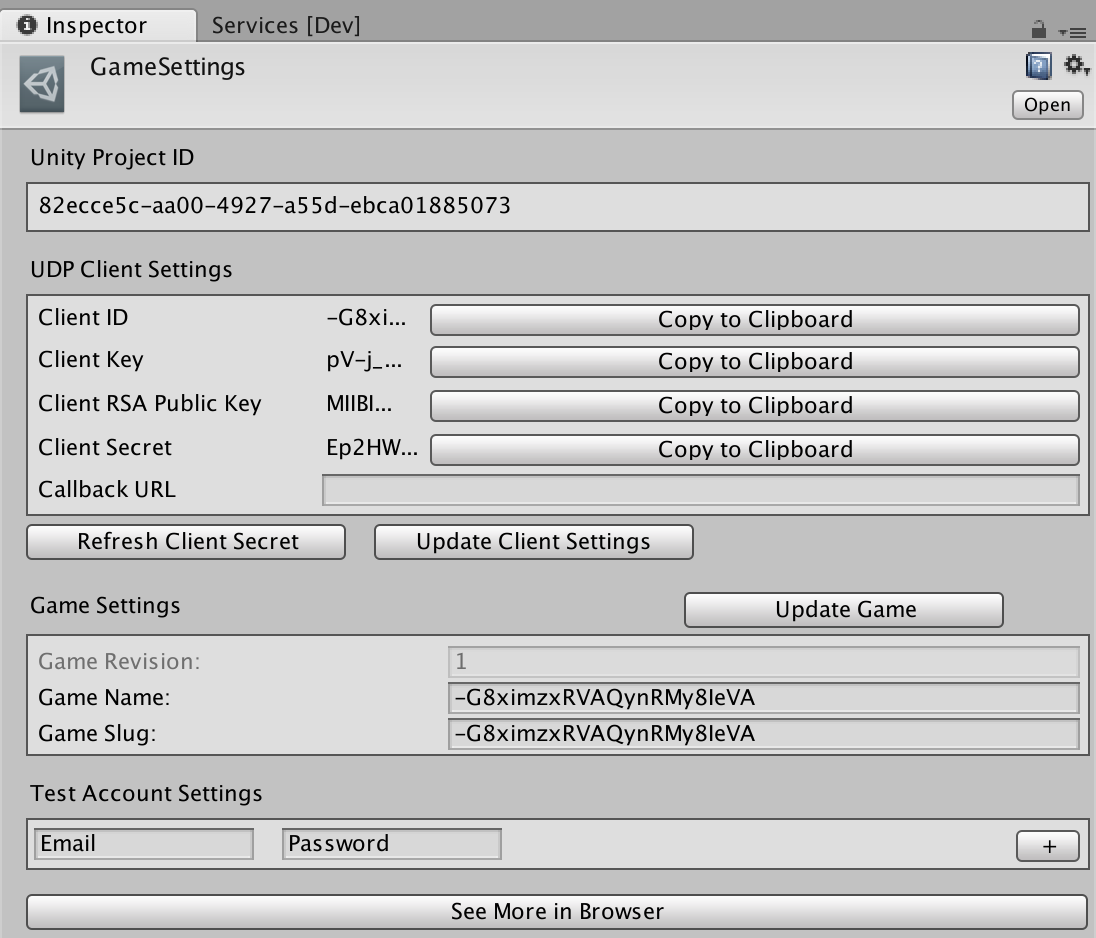 Inspector Services [Dev]
GameSettings
Open
Unity Project ID
82ecce5c-aa00-4927-a55d-ebca01885073
UDP Client Settings
Client ID -G8xi... Copy to Clipboard
Client Key pV-j_... Copy to Clipboard
Client RSA Public Key MIIBI... Copy to Clipboard
Client Secret Ep2HW... Copy to Clipboard
Callback URL
Refresh Client Secret Update Client Settings
Game Settings Update Game
Game Revision: 1
Game Name: -G8ximzxRVAQynRMy8IeVA
Game Slug: -G8ximzxRVAQynRMy8IeVA
Test Account Settings
Email Password +
See More in Browser